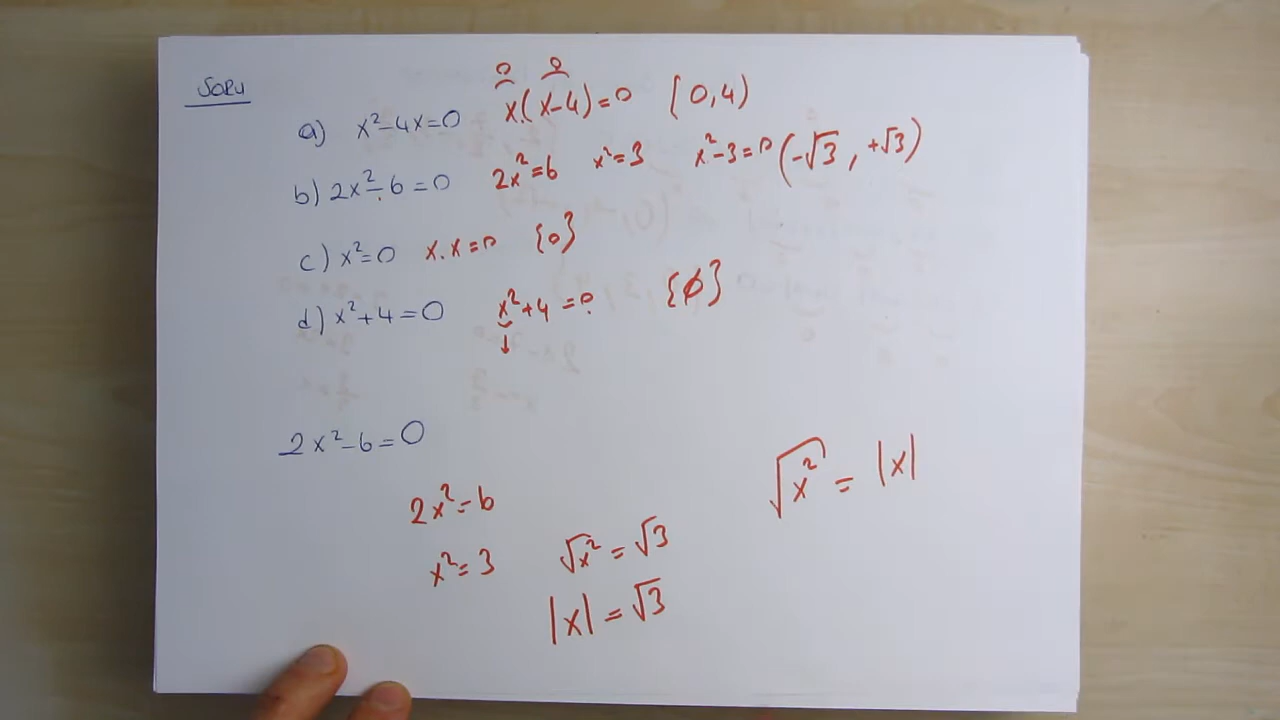 SORU
a) x²-4x=0 x.(x-4)=0 (0,4)
0 0
b) 2x²-6=0 2x²=6 x²=3 x²-3=0 (-√3, +√3)
c) x²=0 x.x=0 {0}
d) x²+4=0 x²+4=0 {∅}
2x²-6=0
2x²=6
x²=3 √x² = √3
|x| = √3
√x² = |x|